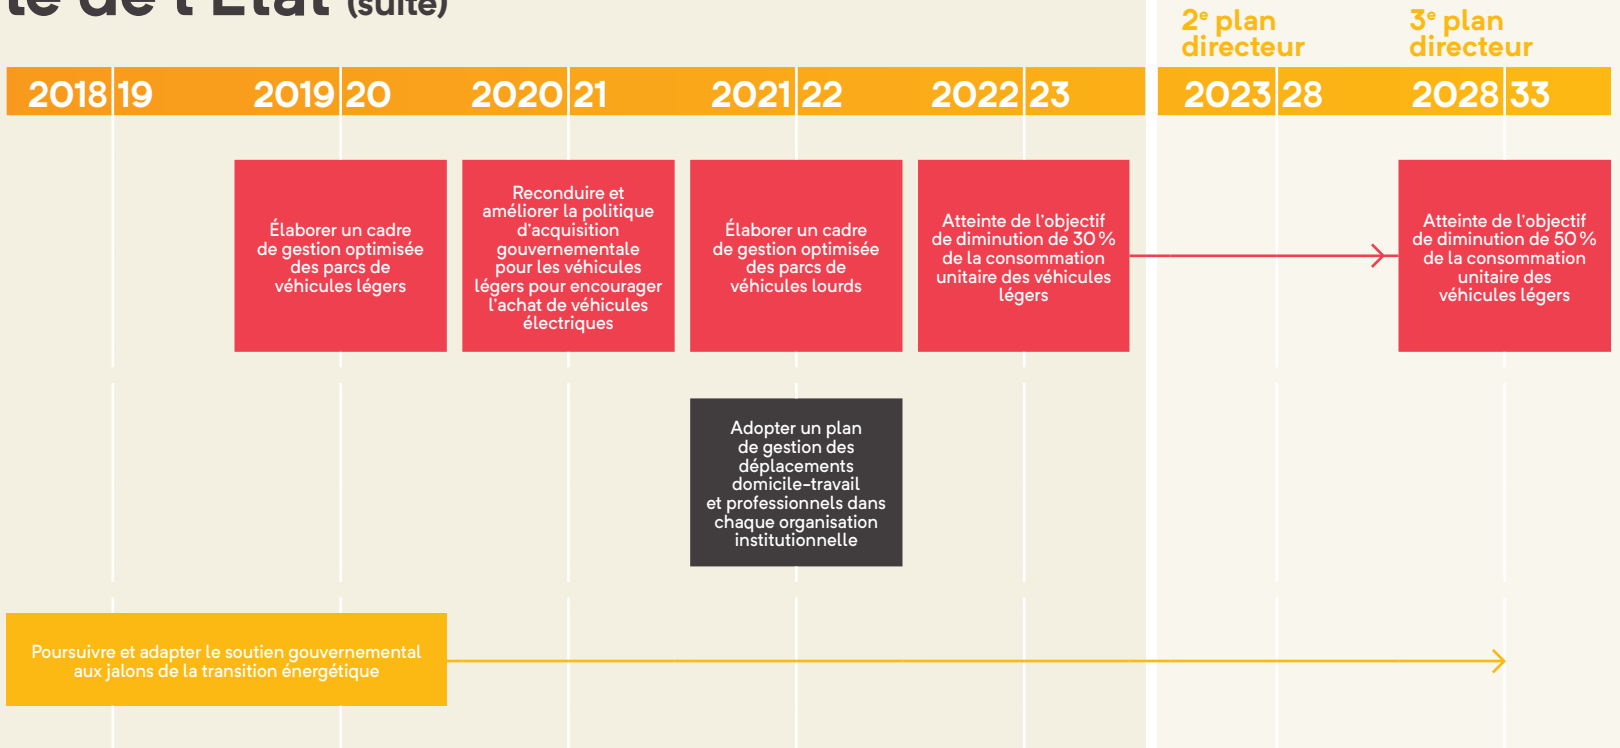 te de l'État (suite)
2e plan
directeur
3e plan
directeur
2018 19
2019 20
2020 21
2021 22
2022 23
2023 28
2028 33
Élaborer un cadre
de gestion optimisée
des parcs de
véhicules légers
Reconduire et
améliorer la politique
d'acquisition
gouvernementale
pour les véhicules
légers pour encourager
l'achat de véhicules
électriques
Élaborer un cadre
de gestion optimisée
des parcs de
véhicules lourds
Atteinte de l'objectif
de diminution de 30 %
de la consommation
unitaire des véhicules
légers
Atteinte de l'objectif
de diminution de 50 %
de la consommation
unitaire des
véhicules légers
Adopter un plan
de gestion des
déplacements
domicile-travail
et professionnels dans
chaque organisation
institutionnelle
Poursuivre et adapter le soutien gouvernemental
aux jalons de la transition énergétique